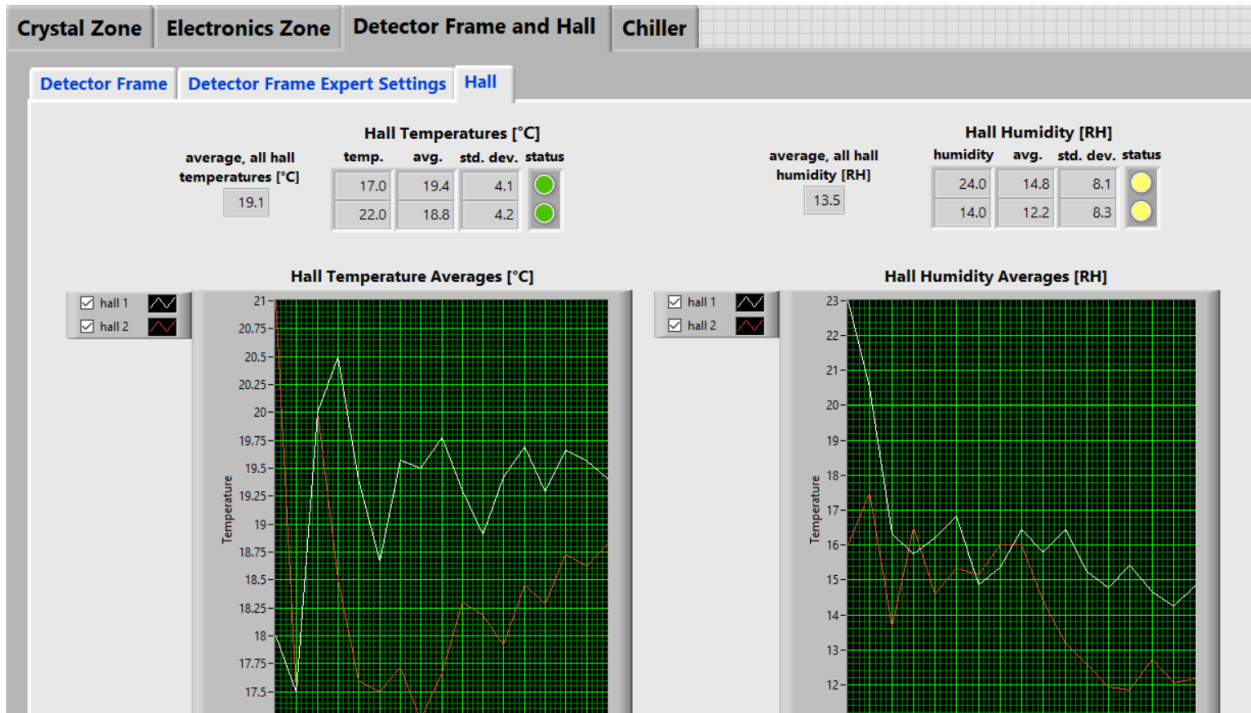 Crystal Zone Electronics Zone Detector Frame and Hall Chiller
Detector Frame Detector Frame Expert Settings Hall
Hall Temperatures [°C]
average, all hall
temperatures [°C]
19.1
temp. avg. std. dev. status
17.0 19.4 4.1
22.0 18.8 4.2
Hall Humidity [RH]
average, all hall
humidity [RH]
13.5
humidity avg. std. dev. status
24.0 14.8 8.1
14.0 12.2 8.3
Hall Temperature Averages [°C]
hall 1
hall 2
21
20.75
20.5
20.25
20
19.75
19.5
19.25
19
18.75
18.5
18.25
18
17.75
17.5
Temperature
Hall Humidity Averages [RH]
hall 1
hall 2
23
22
21
20
19
18
17
16
15
14
13
12
Temperature